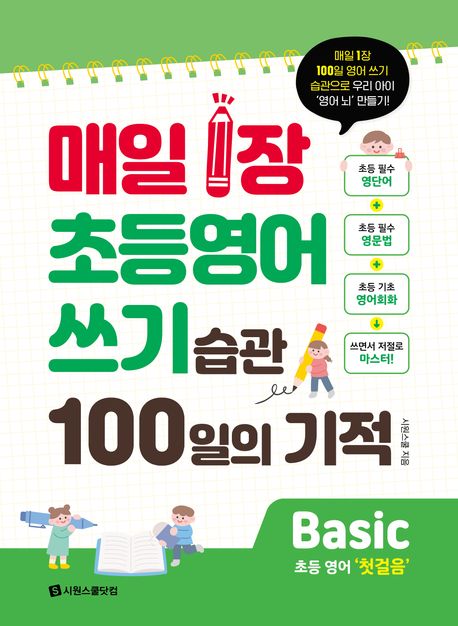 매일 1장
100일 영어 쓰기
습관으로 우리 아이
‘영어 뇌’ 만들기!
매일 1장
초등영어
쓰기 습관
100일의 기적
초등 필수
영단어
+
초등 필수
영문법
+
초등 기초
영어회화
쓰면서 저절로
마스터!
시원스쿨 지음
Basic
초등 영어 ‘첫걸음’
S 시원스쿨닷컴